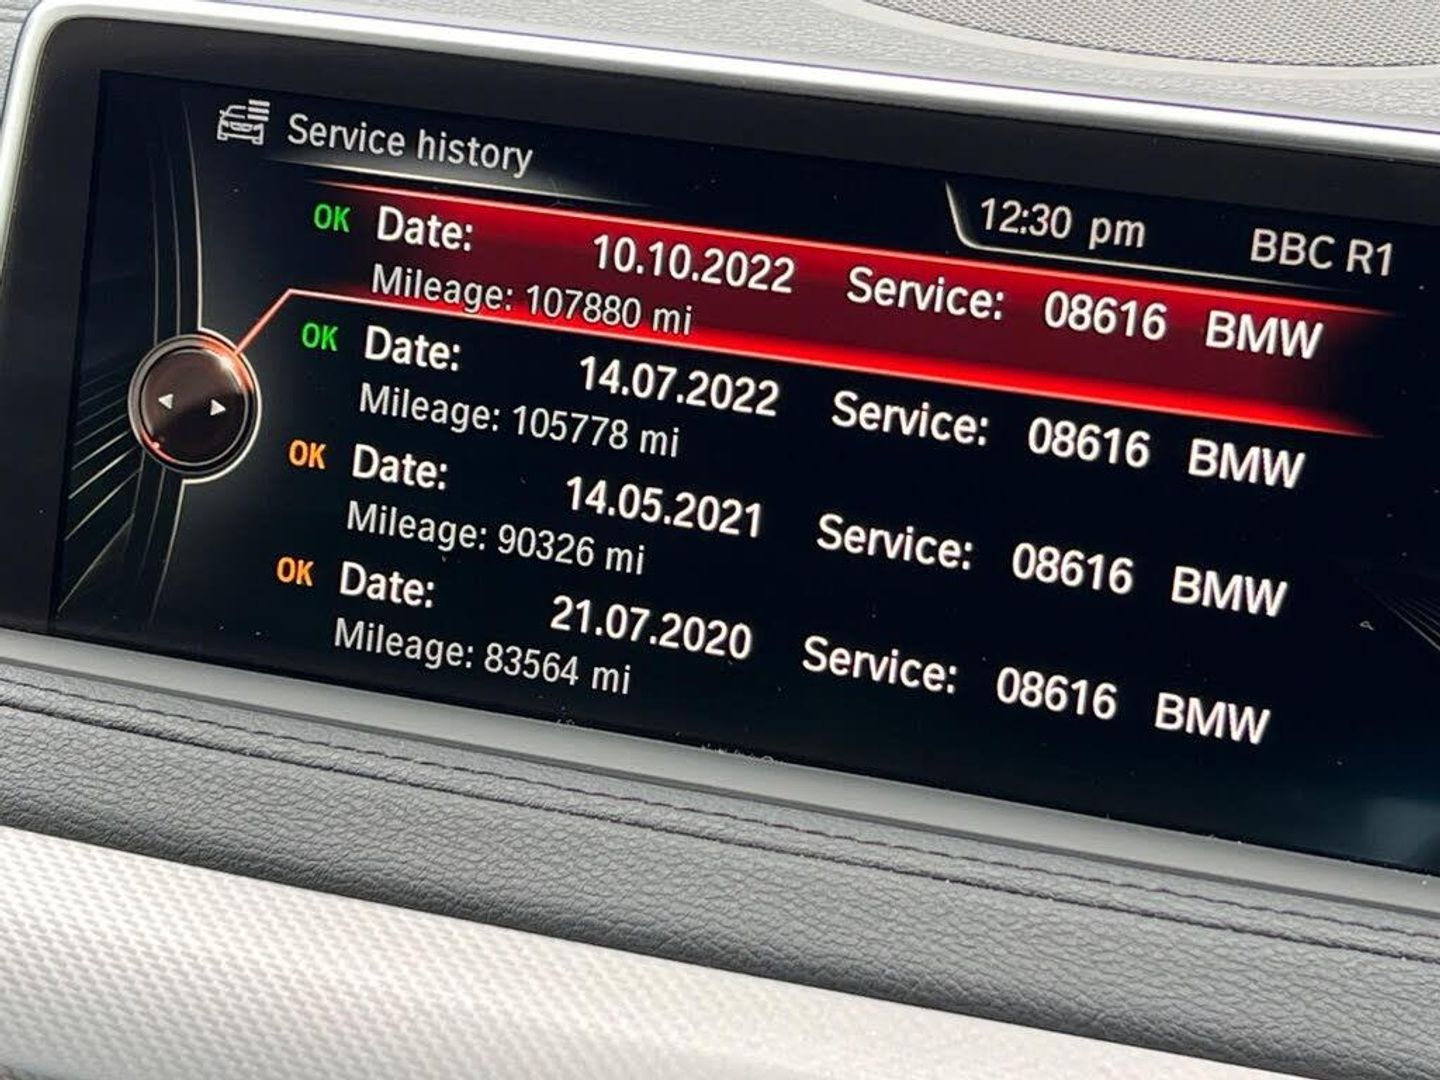 Service history
12:30 pm BBC R1
OK Date: 10.10.2022 Service: 08616 BMW
Mileage: 107880 mi
OK Date: 14.07.2022 Service: 08616 BMW
Mileage: 105778 mi
OK Date: 14.05.2021 Service: 08616 BMW
Mileage: 90326 mi
OK Date: 21.07.2020 Service: 08616 BMW
Mileage: 83564 mi